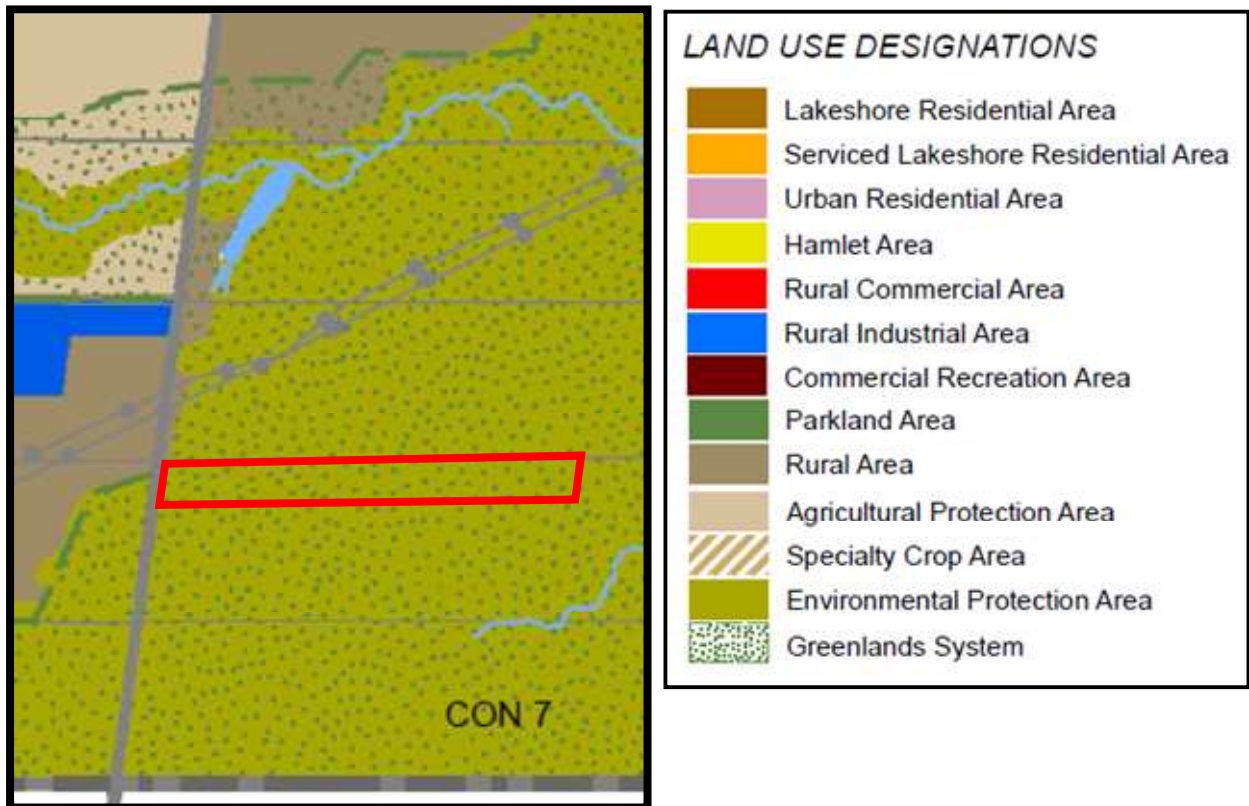 CON 7
LAND USE DESIGNATIONS
Lakeshore Residential Area
Serviced Lakeshore Residential Area
Urban Residential Area
Hamlet Area
Rural Commercial Area
Rural Industrial Area
Commercial Recreation Area
Parkland Area
Rural Area
Agricultural Protection Area
Specialty Crop Area
Environmental Protection Area
Greenlands System